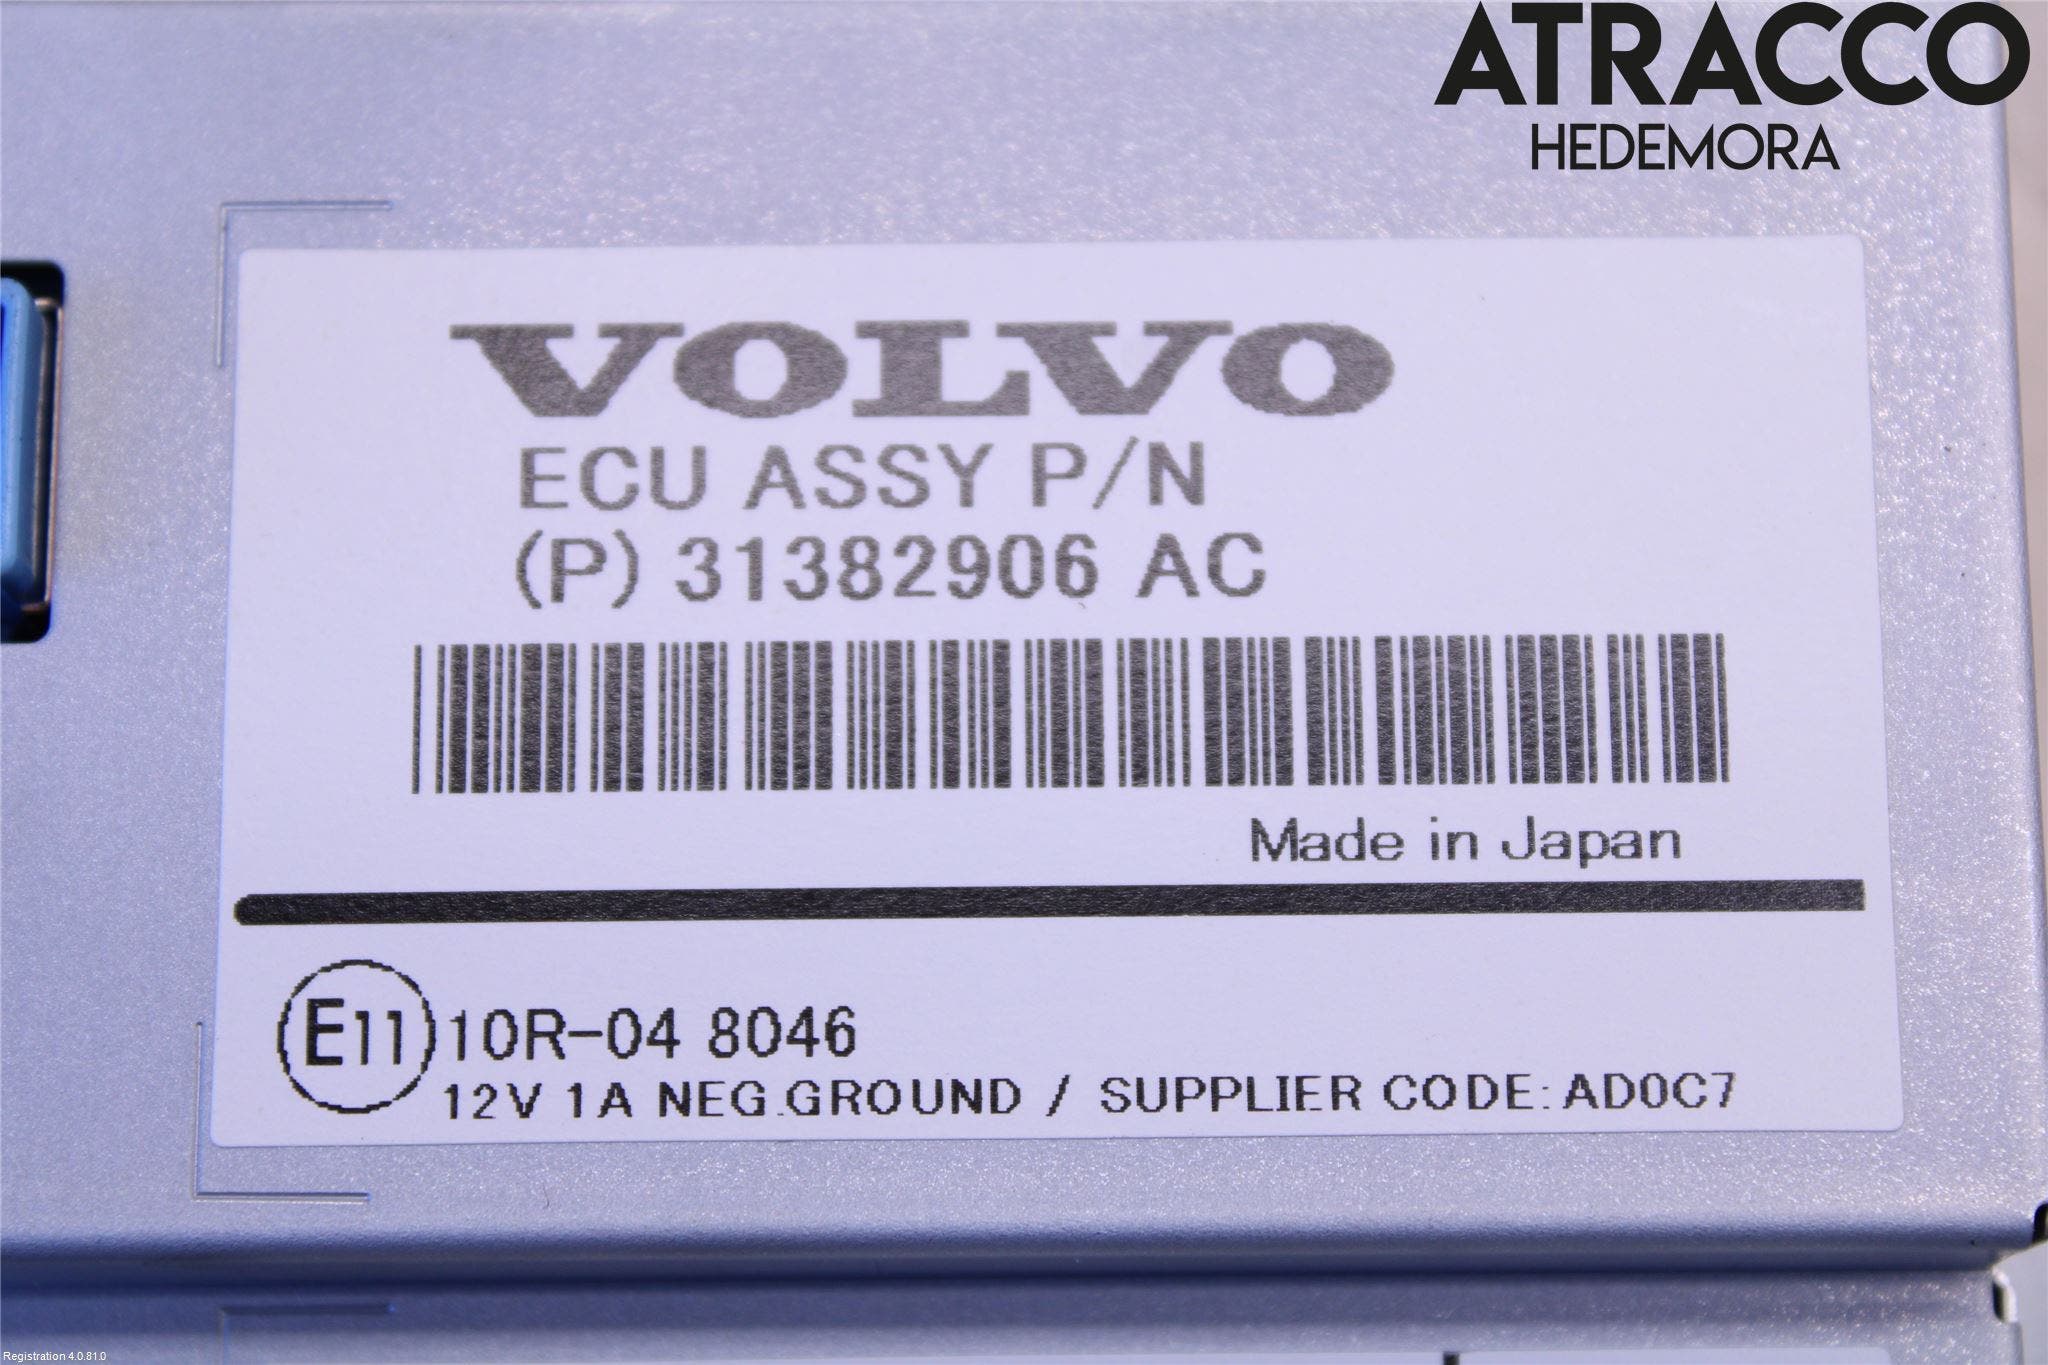 ATRACCO
HEDEMORA
VOLVO
ECU ASSY P/N
(P) 31382906 AC
Made in Japan
E11 10R-04 8046
12V 1A NEG.GROUND / SUPPLIER CODE:AD0C7
Registration 4.0.81.0